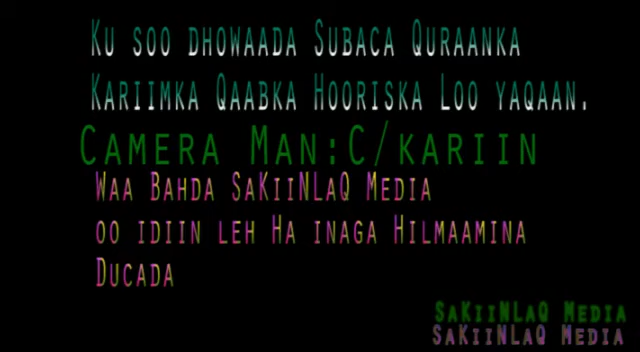 Ku soo dhowaada Subaca Quraanka
Kariimka Qaabka Hooriska Loo yaqaan.
Camera Man:C/kariin
Waa Bahda SaKiiNLaQ Media
oo idiin leh Ha inaga Hilmaamina
Ducada
SaKiiNLaQ Media
SaKiiNLaQ Media